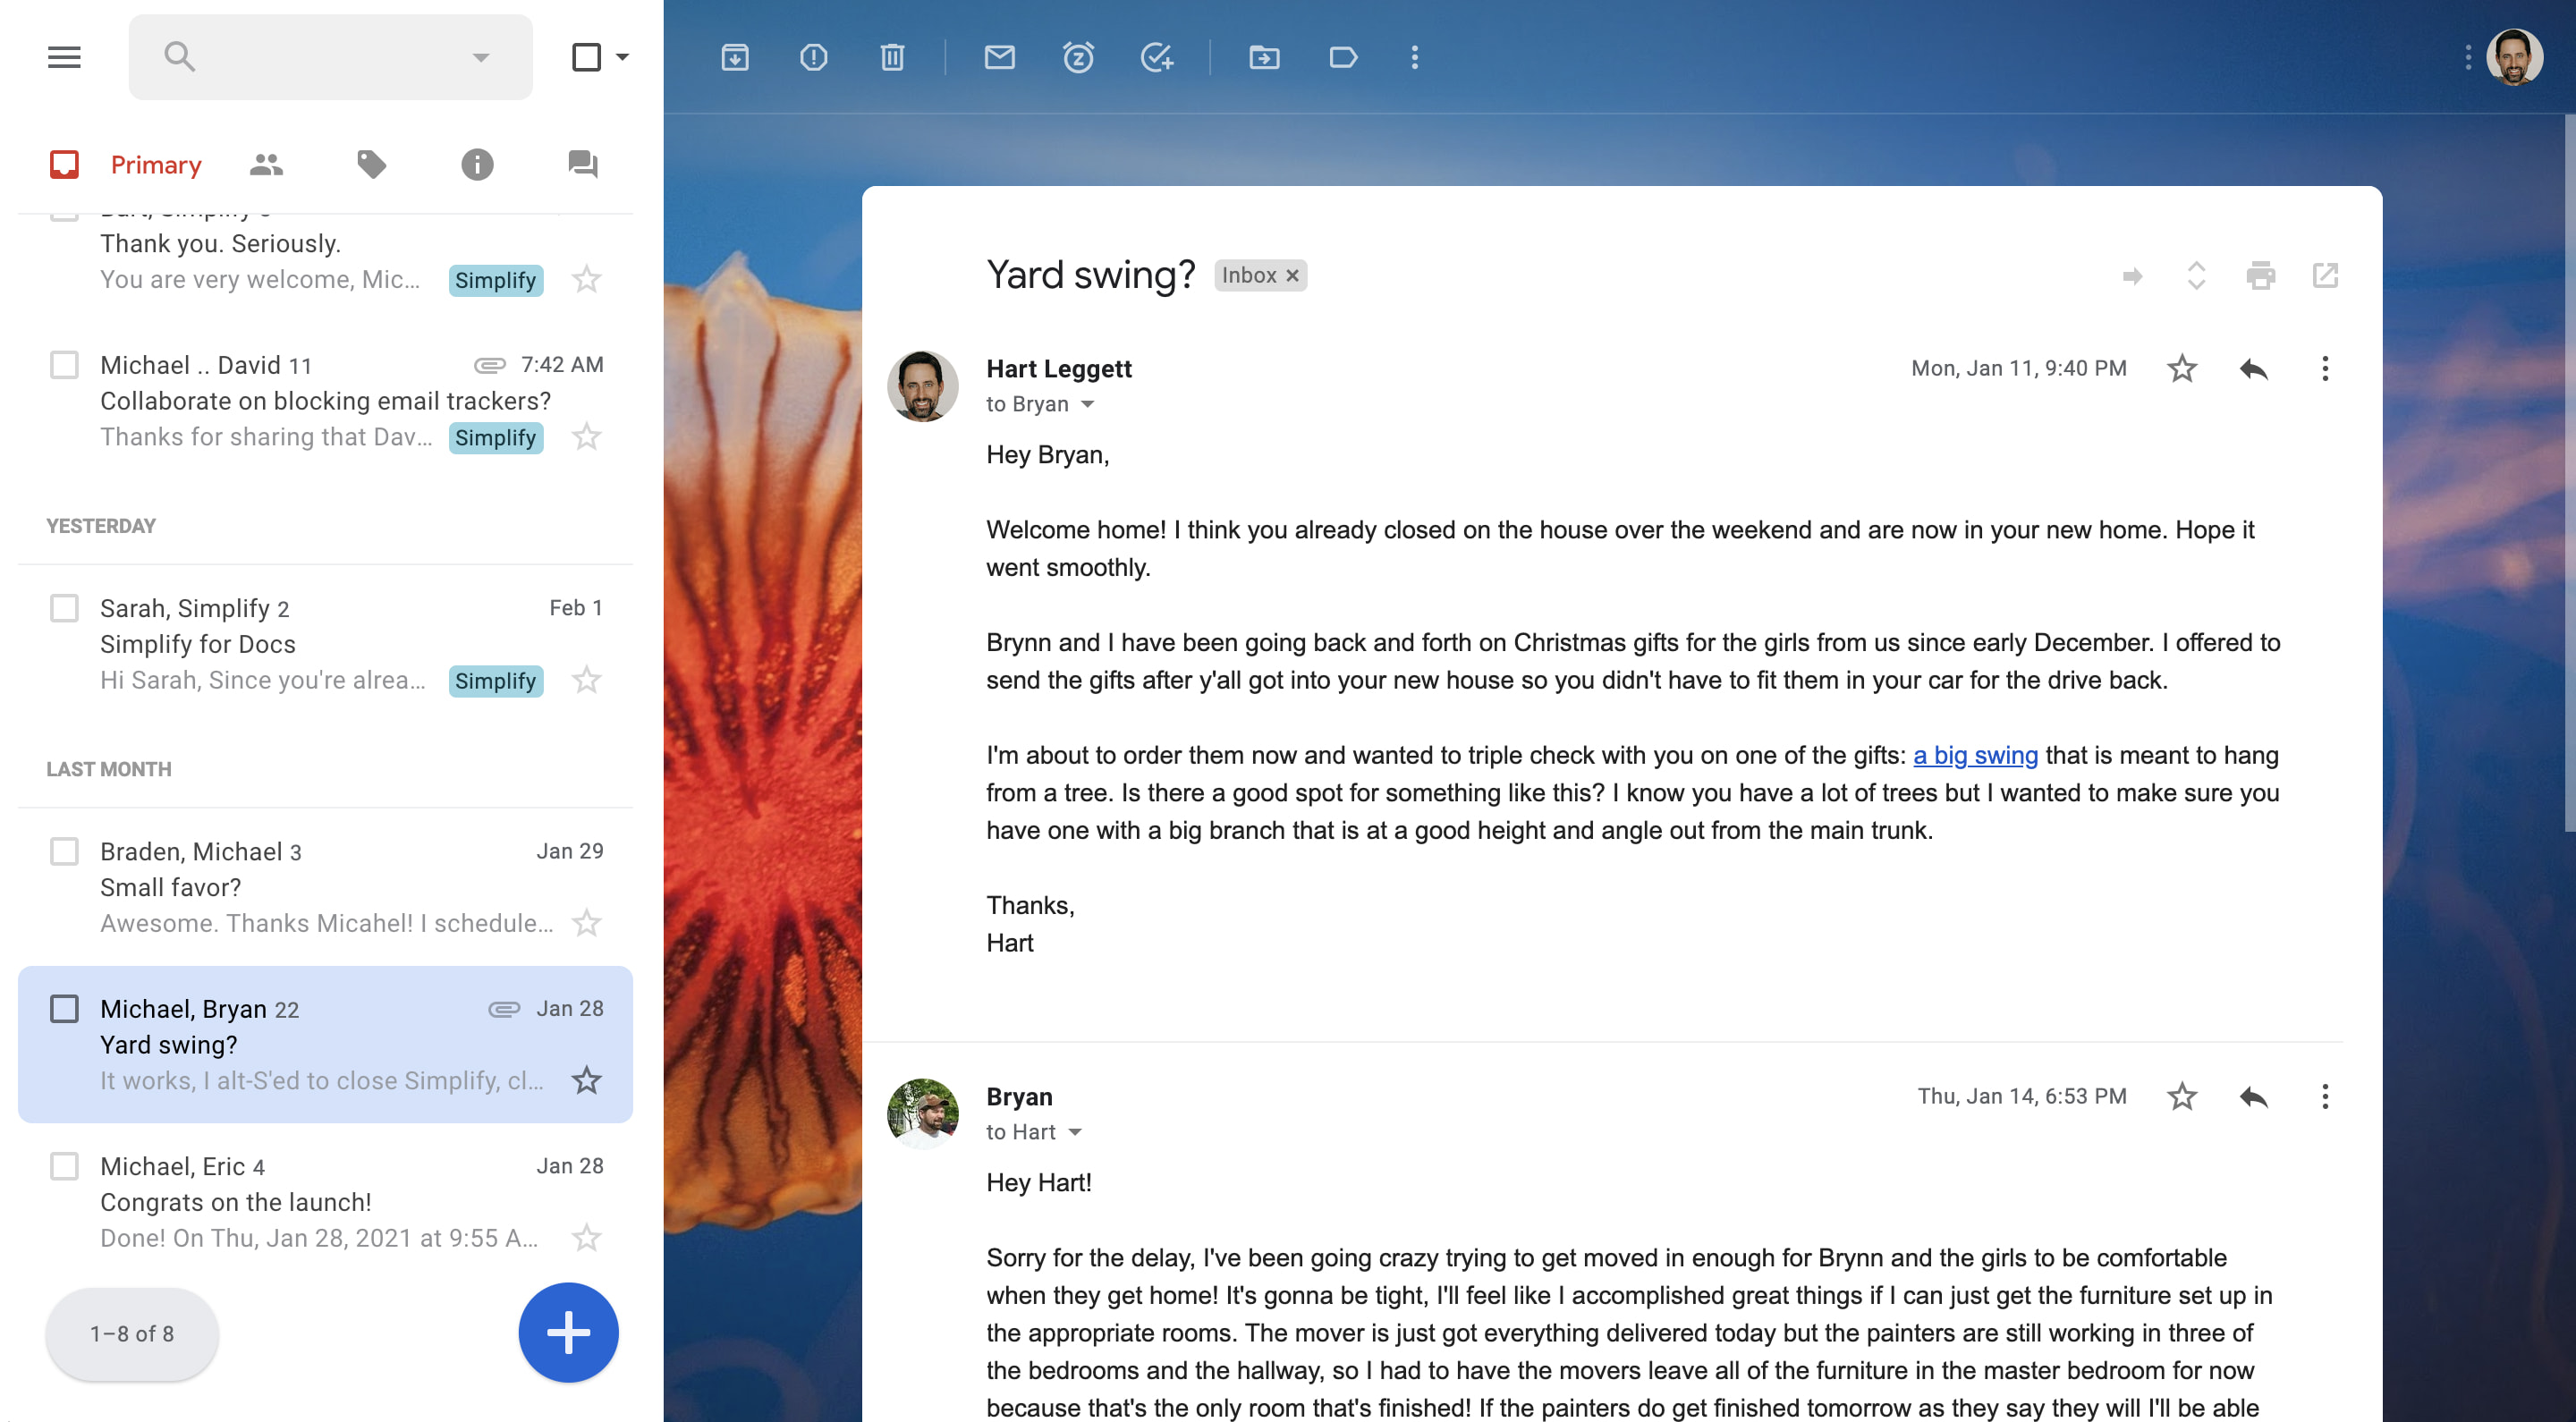 Primary
Thank you. Seriously.
You are very welcome, Mic...
Simplify
Michael .. David 11
7:42 AM
Collaborate on blocking email trackers?
Thanks for sharing that Dav...
Simplify
YESTERDAY
Sarah, Simplify 2
Feb 1
Simplify for Docs
Hi Sarah, Since you're alrea...
Simplify
LAST MONTH
Braden, Michael 3
Jan 29
Small favor?
Awesome. Thanks Micahel! I schedule...
Michael, Bryan 22
Jan 28
Yard swing?
It works, I alt-S'ed to close Simplify, cl...
Michael, Eric 4
Jan 28
Congrats on the launch!
Done! On Thu, Jan 28, 2021 at 9:55 A...
1–8 of 8
Yard swing?
Inbox ×
Hart Leggett
Mon, Jan 11, 9:40 PM
to Bryan
Hey Bryan,
Welcome home! I think you already closed on the house over the weekend and are now in your new home. Hope it
went smoothly.
Brynn and I have been going back and forth on Christmas gifts for the girls from us since early December. I offered to
send the gifts after y'all got into your new house so you didn't have to fit them in your car for the drive back.
I'm about to order them now and wanted to triple check with you on one of the gifts: a big swing that is meant to hang
from a tree. Is there a good spot for something like this? I know you have a lot of trees but I wanted to make sure you
have one with a big branch that is at a good height and angle out from the main trunk.
Thanks,
Hart
Bryan
Thu, Jan 14, 6:53 PM
to Hart
Hey Hart!
Sorry for the delay, I've been going crazy trying to get moved in enough for Brynn and the girls to be comfortable
when they get home! It's gonna be tight, I'll feel like I accomplished great things if I can just get the furniture set up in
the appropriate rooms. The mover is just got everything delivered today but the painters are still working in three of
the bedrooms and the hallway, so I had to have the movers leave all of the furniture in the master bedroom for now
because that's the only room that's finished! If the painters do get finished tomorrow as they say they will I'll be able